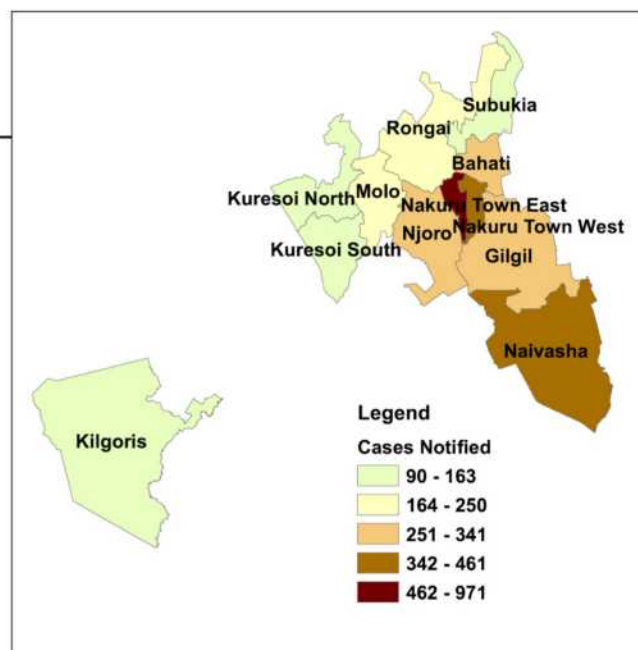 Subukia
Rongai
Bahati
Kuresoi North
Molo
Nakuru Town East
Njoro
Nakuru Town West
Kuresoi South
Gilgil
Naivasha
Kilgoris
Legend
Cases Notified
90 - 163
164 - 250
251 - 341
342 - 461
462 - 971